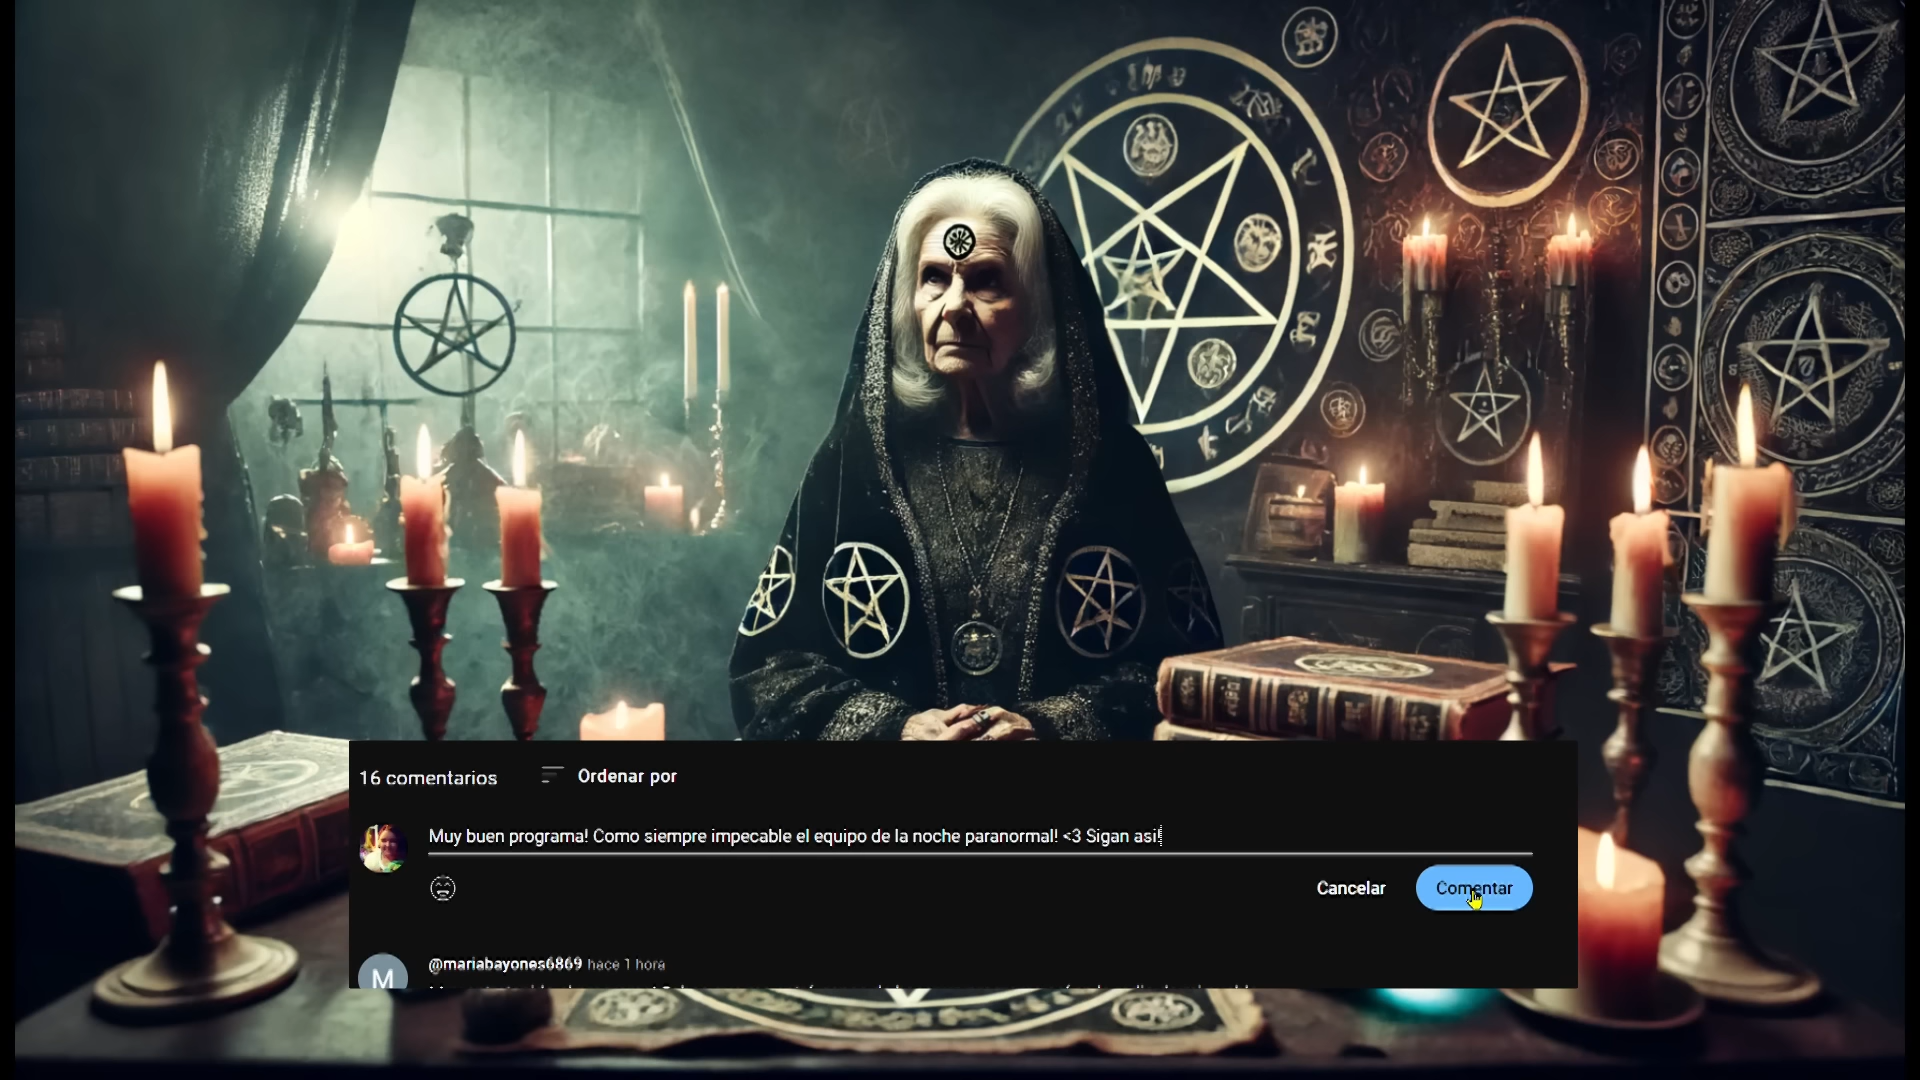 16 comentarios
Ordenar por
Muy buen programa! Como siempre impecable el equipo de la noche paranormal! <3 Sigan asi!
Cancelar
Comentar
M
@mariabayones6869 hace 1 hora